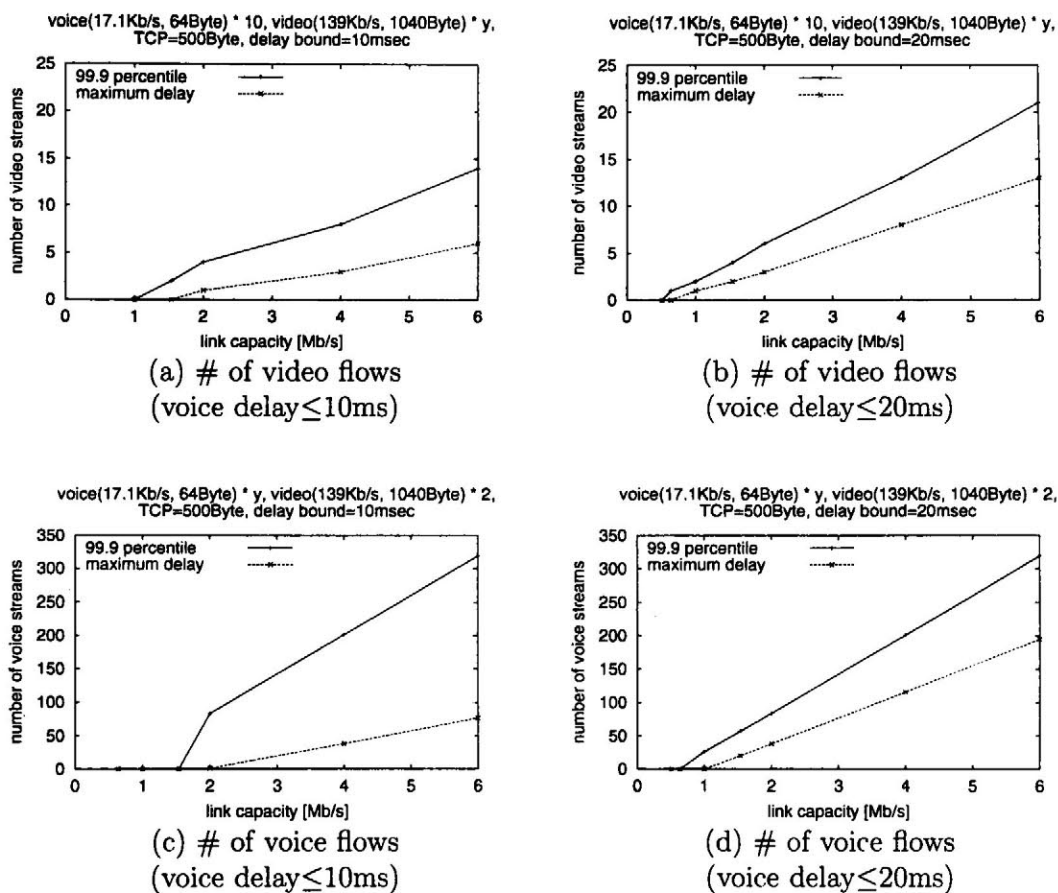 voice(17.1Kb/s, 64Byte) * 10, video(139Kb/s, 1040Byte) * y,
TCP=500Byte, delay bound=10msec
25
20
15
10
5
0
number of video streams
99.9 percentile
maximum delay
0 1 2 3 4 5 6
link capacity [Mb/s]
(a) # of video flows
(voice delay≤10ms)
voice(17.1Kb/s, 64Byte) * 10, video(139Kb/s, 1040Byte) * y,
TCP=500Byte, delay bound=20msec
25
20
15
10
5
0
number of video streams
99.9 percentile
maximum delay
0 1 2 3 4 5 6
link capacity [Mb/s]
(b) # of video flows
(voice delay≤20ms)
voice(17.1Kb/s, 64Byte) * y, video(139Kb/s, 1040Byte) * 2,
TCP=500Byte, delay bound=10msec
350
300
250
200
150
100
50
0
number of voice streams
99.9 percentile
maximum delay
0 1 2 3 4 5 6
link capacity [Mb/s]
(c) # of voice flows
(voice delay≤10ms)
voice(17.1Kb/s, 64Byte) * y, video(139Kb/s, 1040Byte) * 2,
TCP=500Byte, delay bound=20msec
350
300
250
200
150
100
50
0
number of voice streams
99.9 percentile
maximum delay
0 1 2 3 4 5 6
link capacity [Mb/s]
(d) # of voice flows
(voice delay≤20ms)